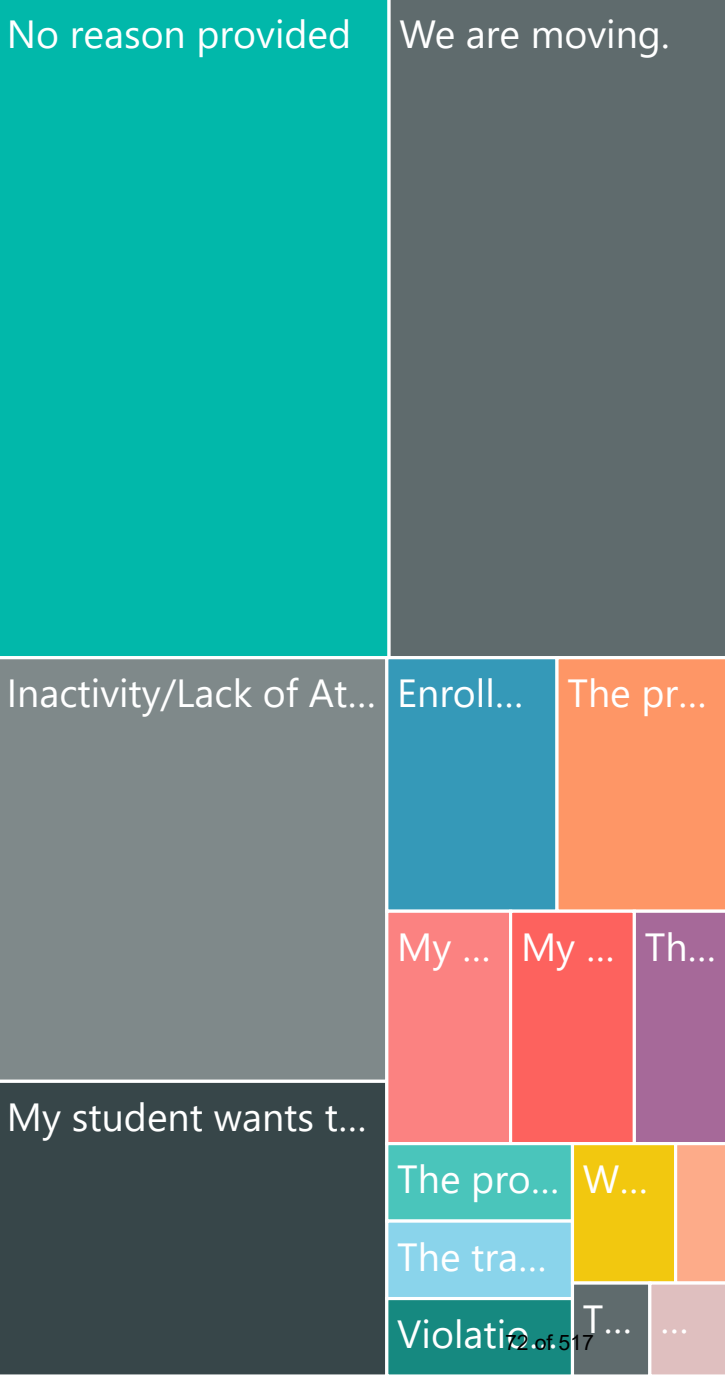 No reason provided
We are moving.
Inactivity/Lack of At...
Enroll...
The pr...
My ...
My ...
Th...
My student wants t...
The pro...
W...
The tra...
Violatio...
T...
...
72 of 517